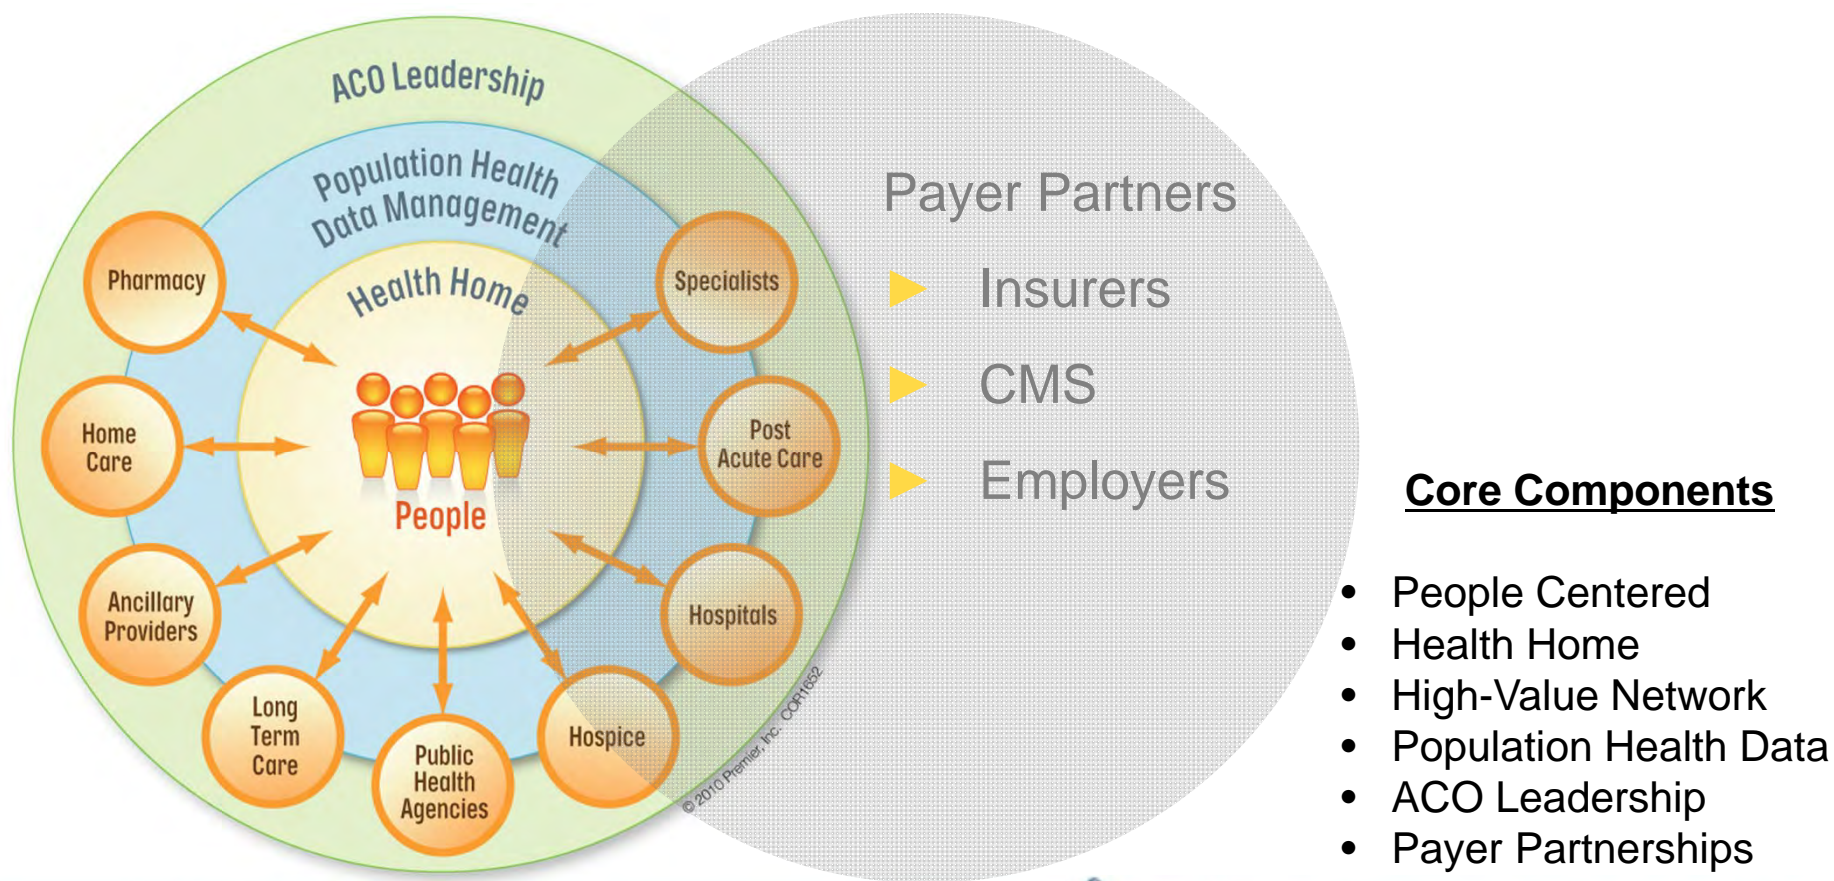 ACO Leadership
Population Health
Data Management
Health Home
Pharmacy
Specialists
Home
Care
Post
Acute Care
People
Ancillary
Providers
Hospitals
Long
Term
Care
Public
Health
Agencies
Hospice
© 2010 Premier, Inc. COR1652
Payer Partners
► Insurers
► CMS
► Employers
Core Components
• People Centered
• Health Home
• High-Value Network
• Population Health Data
• ACO Leadership
• Payer Partnerships